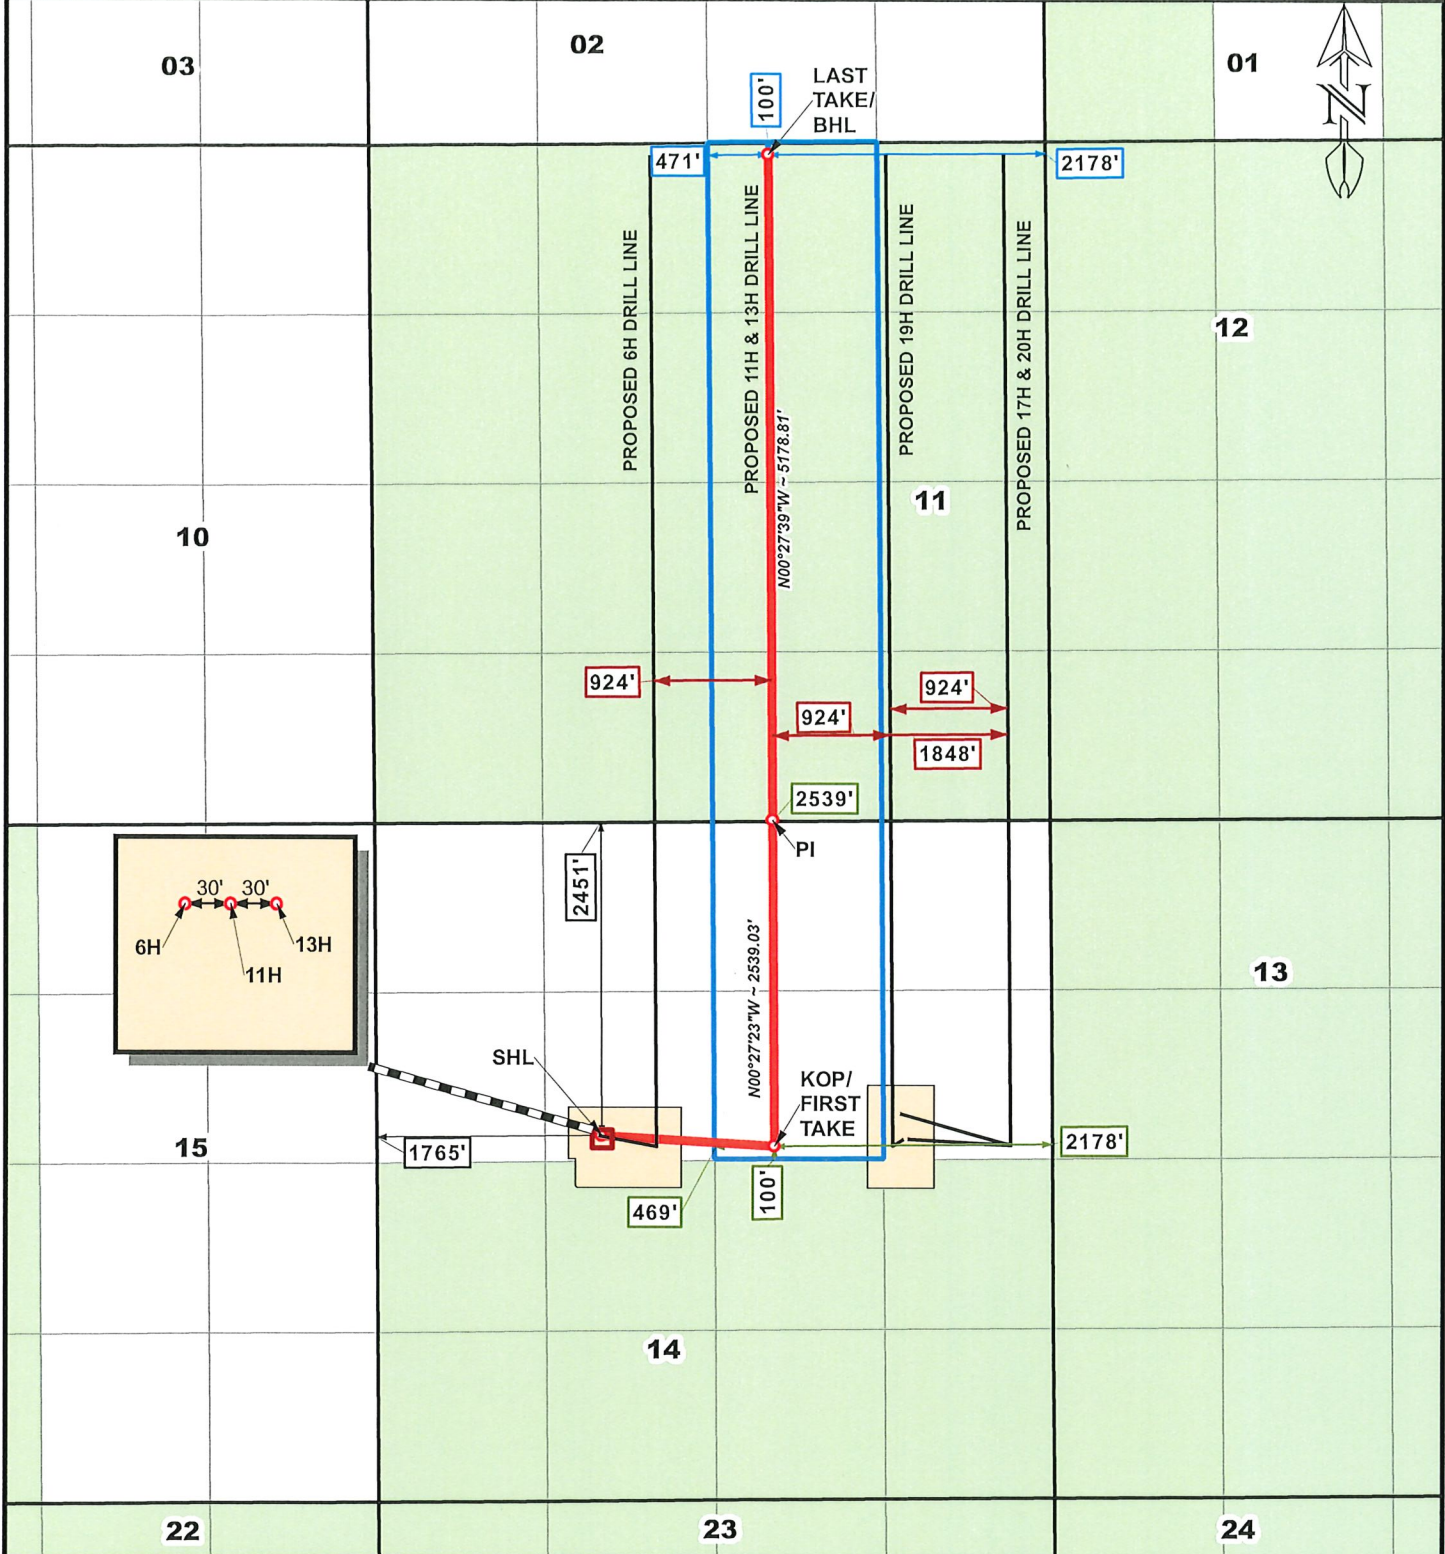 02
03
01
N
100'
LAST
TAKE/
BHL
471'
2178'
PROPOSED 6H DRILL LINE
PROPOSED 11H & 13H DRILL LINE
PROPOSED 19H DRILL LINE
PROPOSED 17H & 20H DRILL LINE
12
N00°27'39"W ~ 5178.81'
11
10
924'
924'
924'
1848'
2539'
PI
2451'
30' 30'
6H
13H
11H
13
N00°27'23"W ~ 2539.03'
SHL
KOP/
FIRST
TAKE
15
1765'
2178'
469'
100'
14
22
23
24